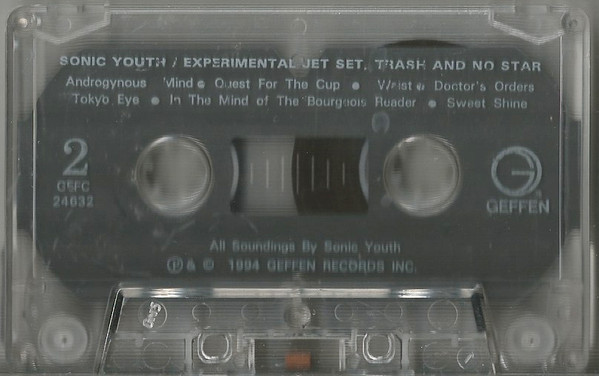 SONIC YOUTH / EXPERIMENTAL JET SET, TRASH AND NO STAR
Androgynous Mind • Quest For The Cup • Waist • Doctor's Orders
Tokyo Eye • In The Mind of The Bourgeois Reader • Sweet Shine
2
GEFC
24632
G
GEFFEN
All Soundings By Sonic Youth
℗ & © 1994 GEFFEN RECORDS INC.